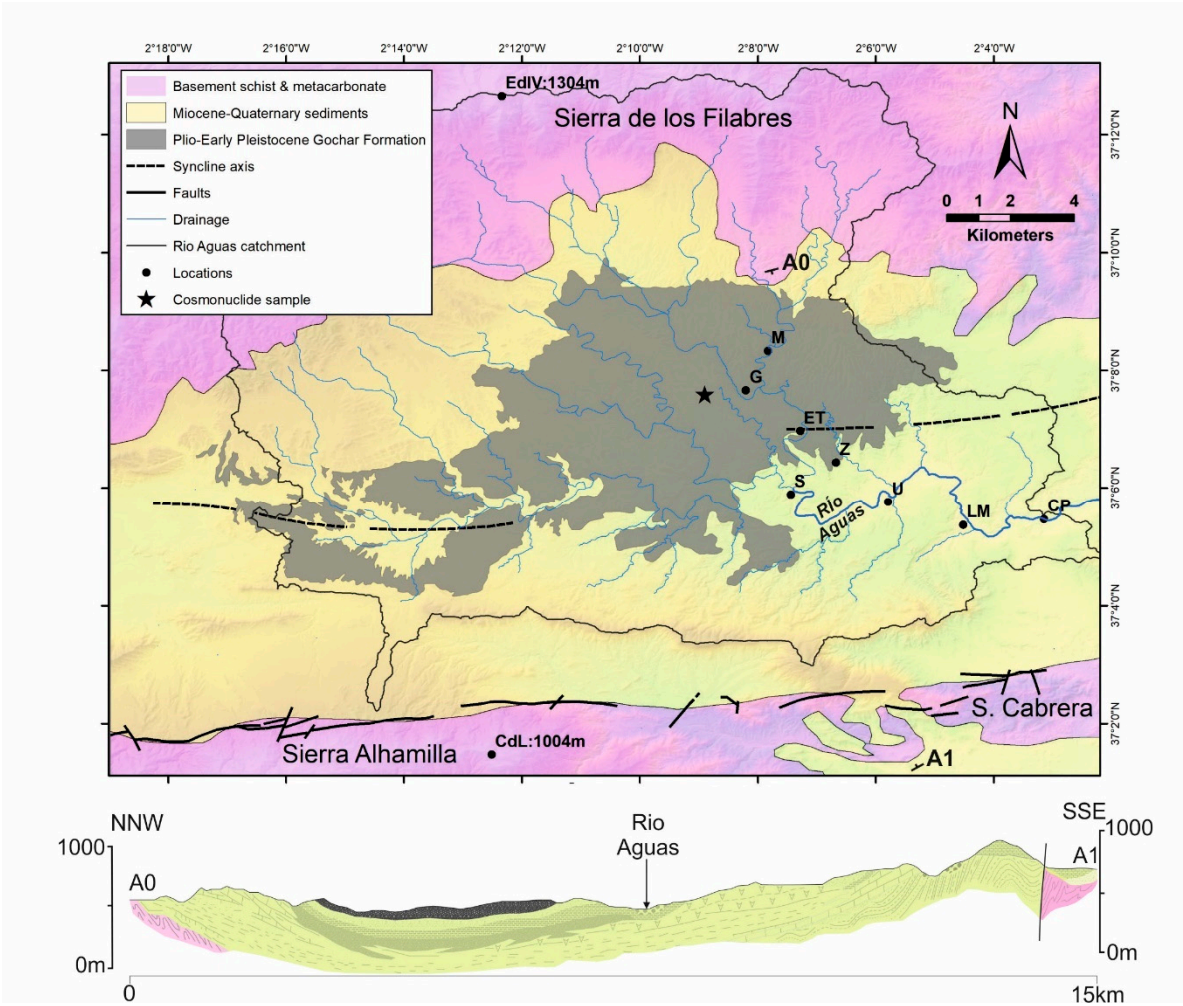 2°18'0"W 2°16'0"W 2°14'0"W 2°12'0"W 2°10'0"W 2°8'0"W 2°6'0"W 2°4'0"W
Basement schist & metacarbonate
Miocene-Quaternary sediments
Plio-Early Pleistocene Gochar Formation
Syncline axis
Faults
Drainage
Rio Aguas catchment
Locations
Cosmonuclide sample
EdlV:1304m
Sierra de los Filabres
N
0 1 2 4
Kilometers
37°12'0"N
37°10'0"N
37°8'0"N
37°6'0"N
37°4'0"N
37°2'0"N
A0
M
G
ET
Z
S
U
Río
Aguas
LM
CP
S. Cabrera
Sierra Alhamilla
CdL:1004m
A1
NNW
Rio
Aguas
SSE
1000
1000
A0
A1
0m
0m
0
15km